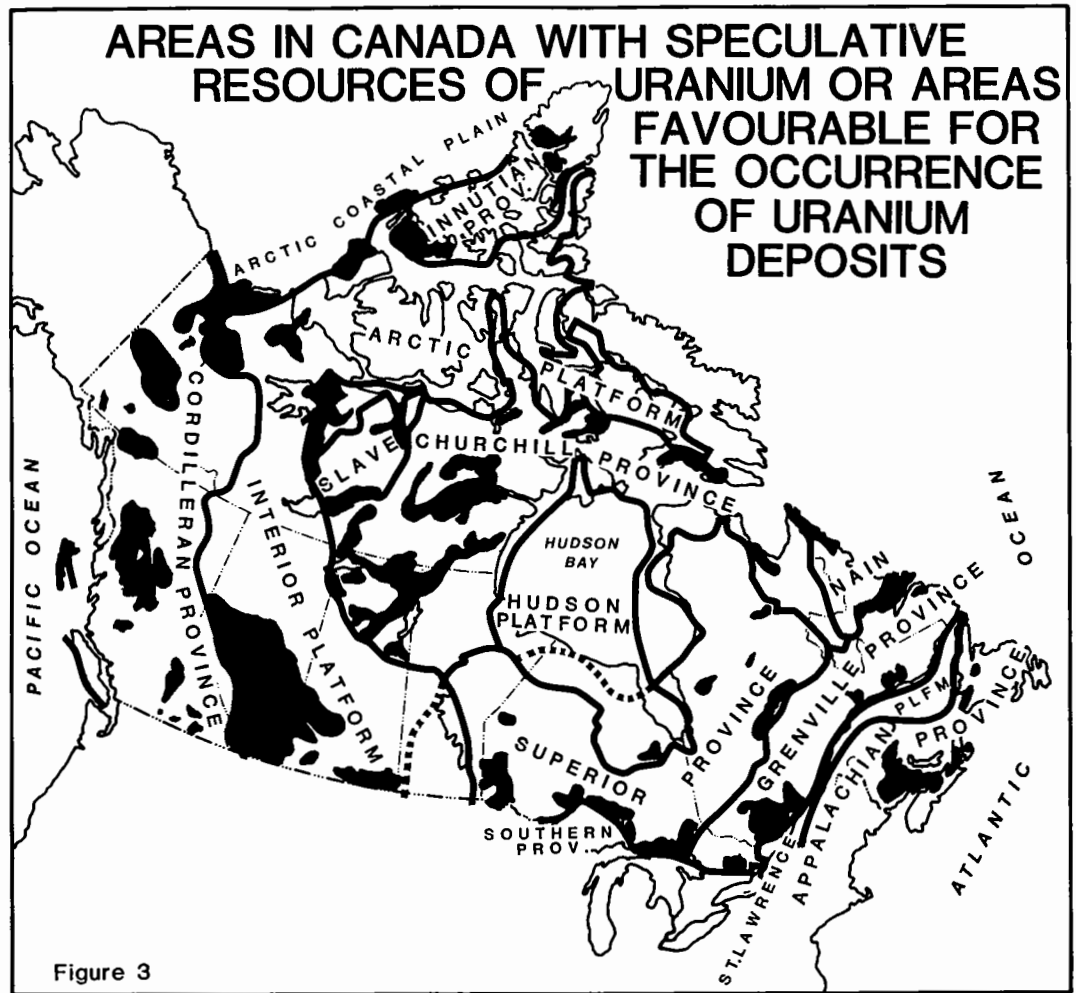 AREAS IN CANADA WITH SPECULATIVE
RESOURCES OF URANIUM OR AREAS
FAVOURABLE FOR
THE OCCURRENCE
OF URANIUM
DEPOSITS
ARCTIC COASTAL PLAIN
INNUTIAN
PROV.
ARCTIC
PLATFORM
CORDILLERAN PROVINCE
SLAVE
CHURCHILL PROVINCE
INTERIOR PLATFORM
HUDSON
BAY
HUDSON
PLATFORM
NAIN
PACIFIC OCEAN
SUPERIOR
PROVINCE
GRENVILLE PROVINCE
SOUTHERN
PROV.
ST. LAWRENCE
PLFM
APPALACHIAN
PROVINCE
ATLANTIC
OCEAN
Figure 3